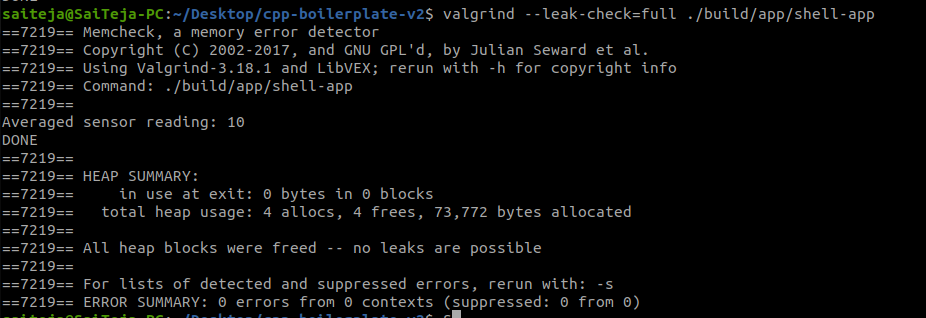 DONE
saiteja@SaiTeja-PC:~/Desktop/cpp-boilerplate-v2$ valgrind --leak-check=full ./build/app/shell-app
==7219== Memcheck, a memory error detector
==7219== Copyright (C) 2002-2017, and GNU GPL'd, by Julian Seward et al.
==7219== Using Valgrind-3.18.1 and LibVEX; rerun with -h for copyright info
==7219== Command: ./build/app/shell-app
==7219==
Averaged sensor reading: 10
DONE
==7219==
==7219== HEAP SUMMARY:
==7219==     in use at exit: 0 bytes in 0 blocks
==7219==   total heap usage: 4 allocs, 4 frees, 73,772 bytes allocated
==7219==
==7219== All heap blocks were freed -- no leaks are possible
==7219==
==7219== For lists of detected and suppressed errors, rerun with: -s
==7219== ERROR SUMMARY: 0 errors from 0 contexts (suppressed: 0 from 0)
saiteja@SaiTeja-PC:~/Desktop/cpp-boilerplate-v2$